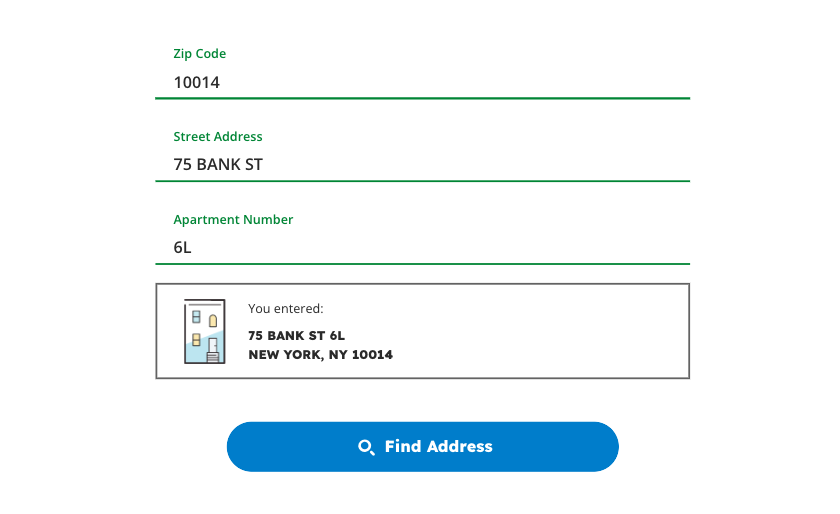 Zip Code
10014
Street Address
75 BANK ST
Apartment Number
6L
You entered:
75 BANK ST 6L
NEW YORK, NY 10014
Find Address